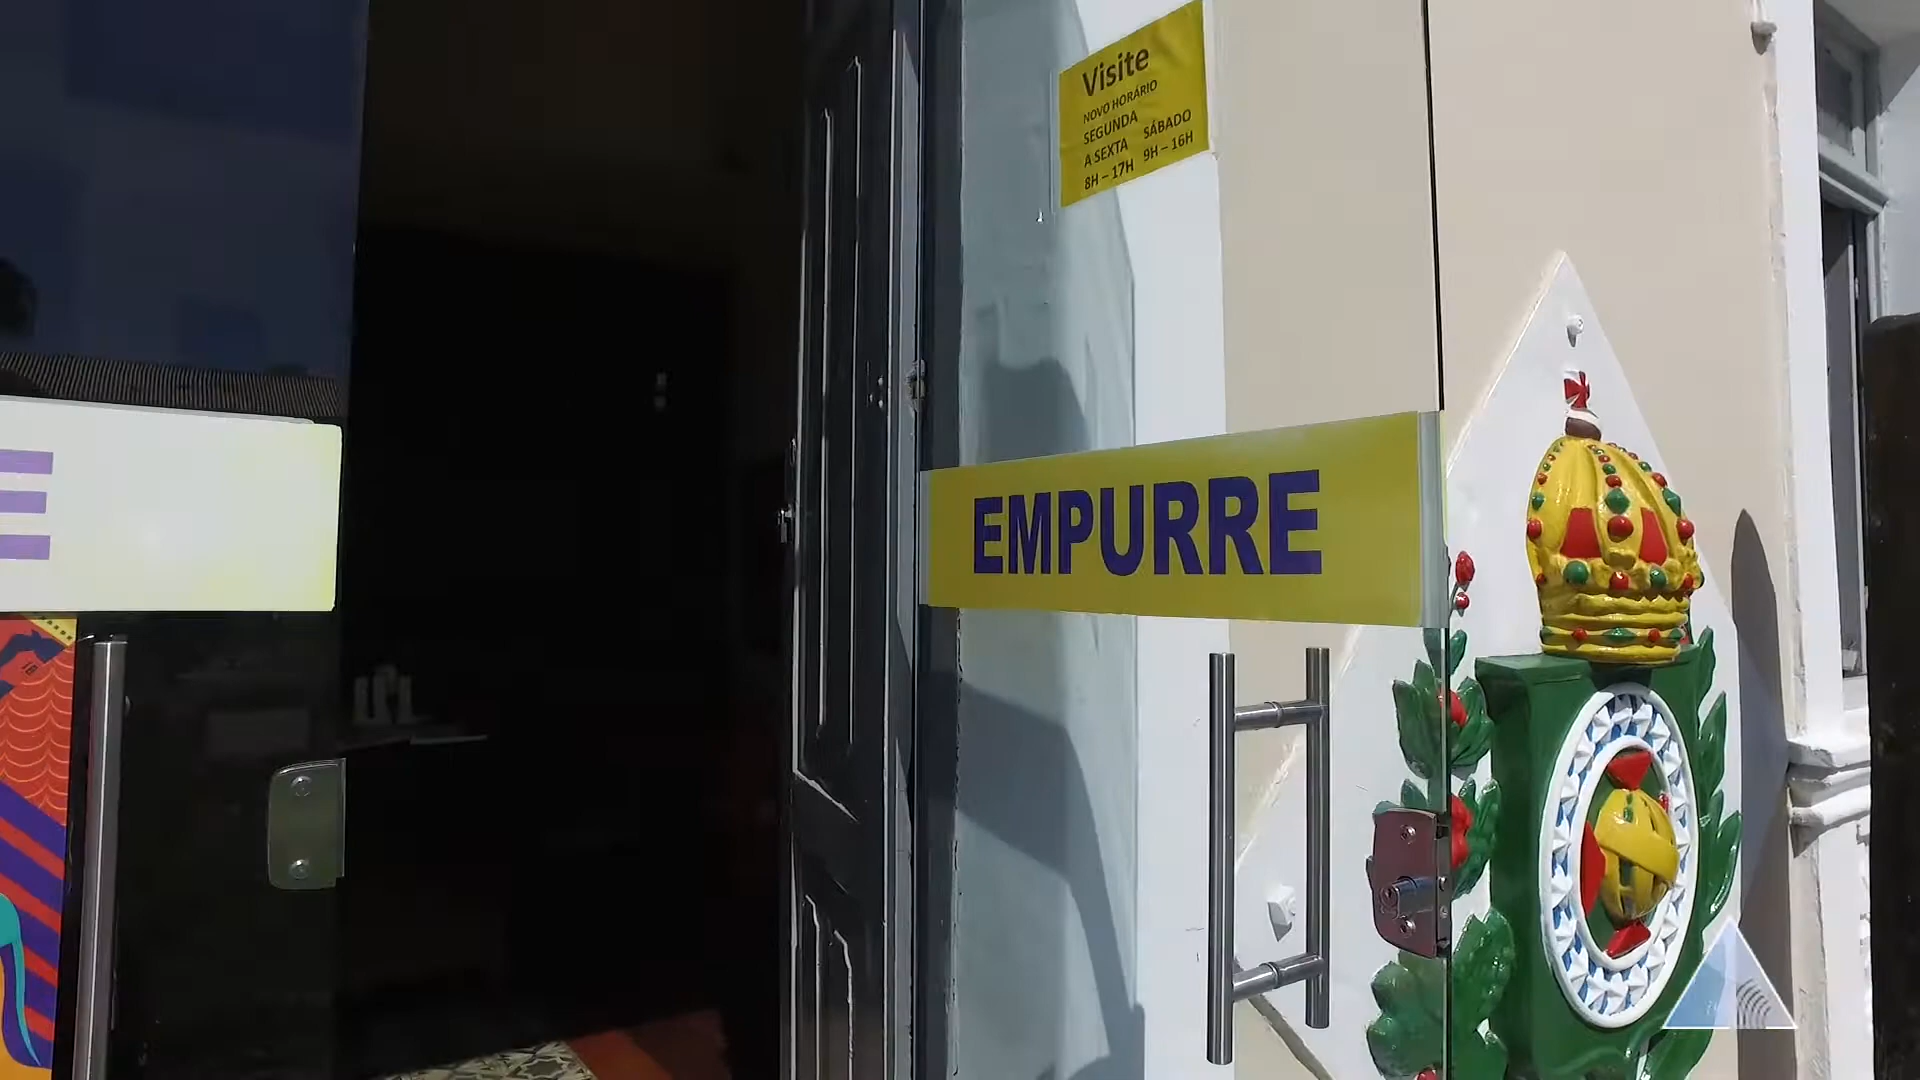 Visite
NOVO HORÁRIO
SEGUNDA
A SEXTA
8H – 17H
SÁBADO
9H – 16H
EMPURRE
E